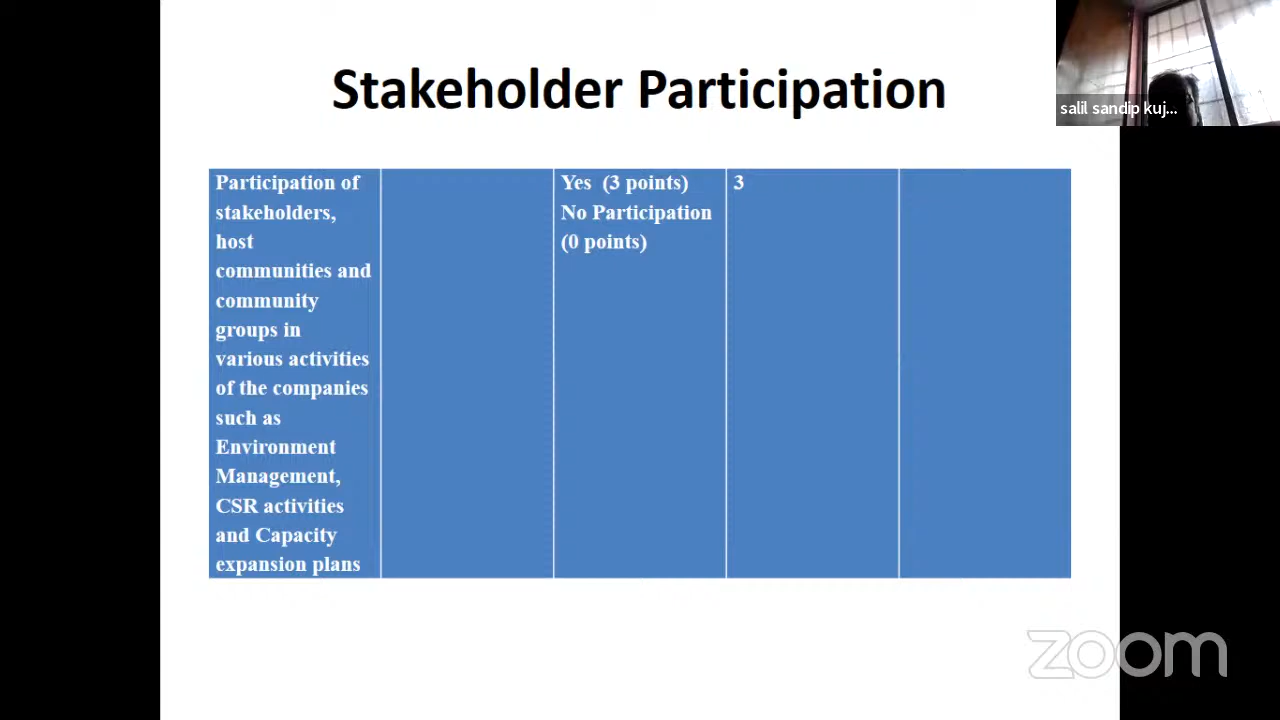 Stakeholder Participation
salil sandip kuj...
Participation of
stakeholders,
host
communities and
community
groups in
various activities
of the companies
such as
Environment
Management,
CSR activities
and Capacity
expansion plans
Yes (3 points)
No Participation
(0 points)
3
zoom